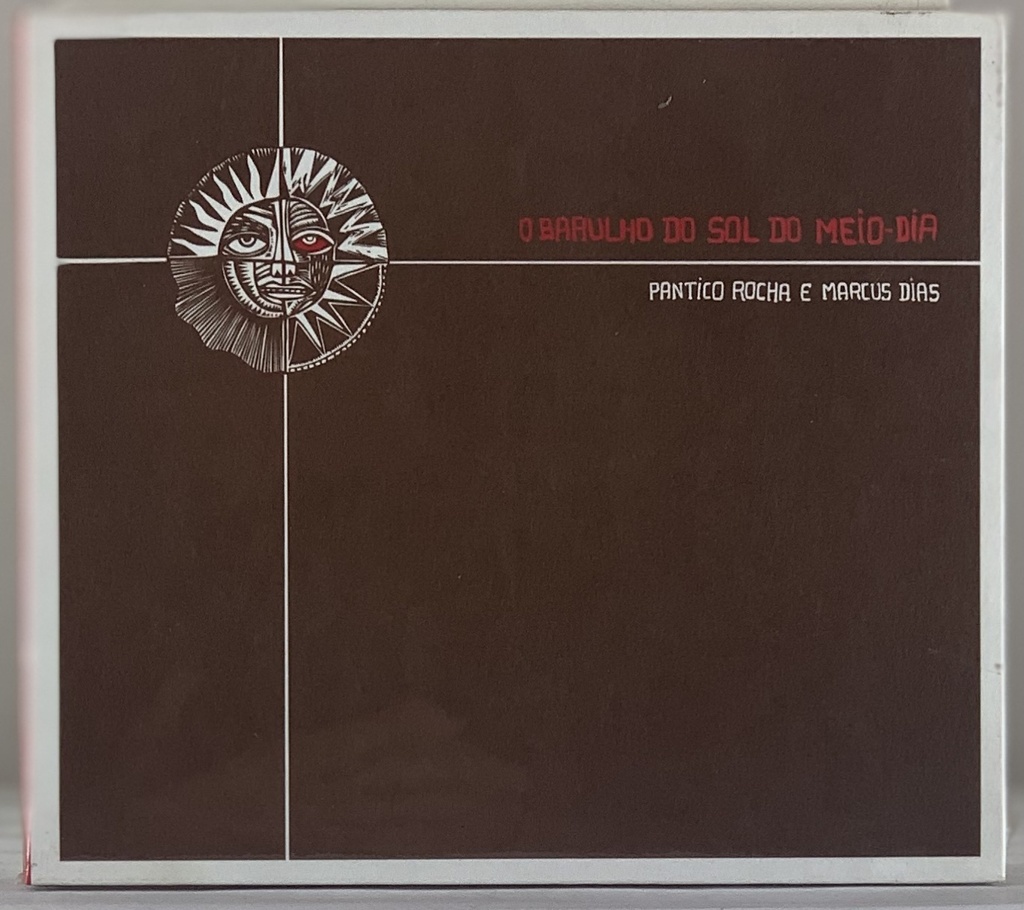 O BARULHO DO SOL DO MEiO-DiA
PANTiCO ROCHA E MARCUS DiAS